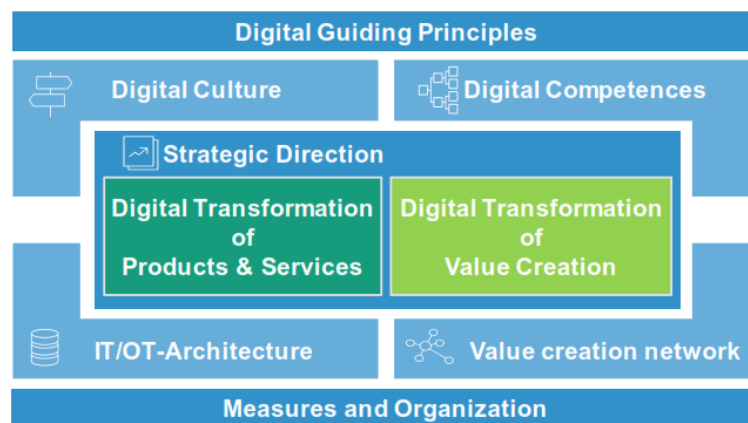 Digital Guiding Principles
Digital Culture
Digital Competences
Strategic Direction
Digital Transformation
of
Products & Services
Digital Transformation
of
Value Creation
IT/OT-Architecture
Value creation network
Measures and Organization